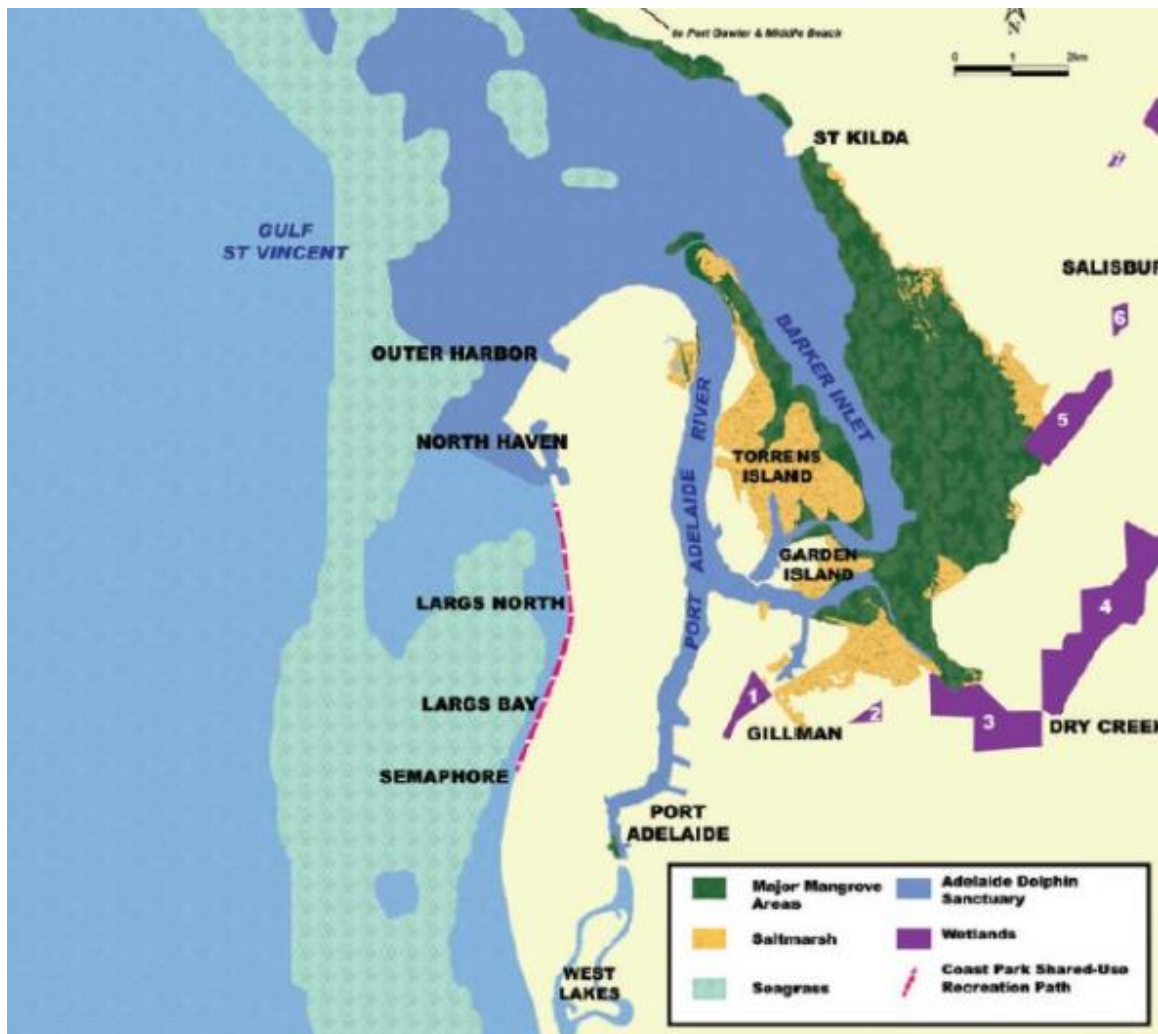 to Port Gawler & Middle Beach
N
0 1 2km
ST KILDA
GULF
ST VINCENT
SALISBUR
6
OUTER HARBOR
BARKER INLET
5
NORTH HAVEN
PORT ADELAIDE RIVER
TORRENS
ISLAND
GARDEN
ISLAND
LARGS NORTH
4
1
LARGS BAY
2
3
GILLMAN
DRY CREEK
SEMAPHORE
PORT
ADELAIDE
Major Mangrove
Areas
Adelaide Dolphin
Sanctuary
Saltmarsh
Wetlands
Seagrass
Coast Park Shared-Use
Recreation Path
WEST
LAKES